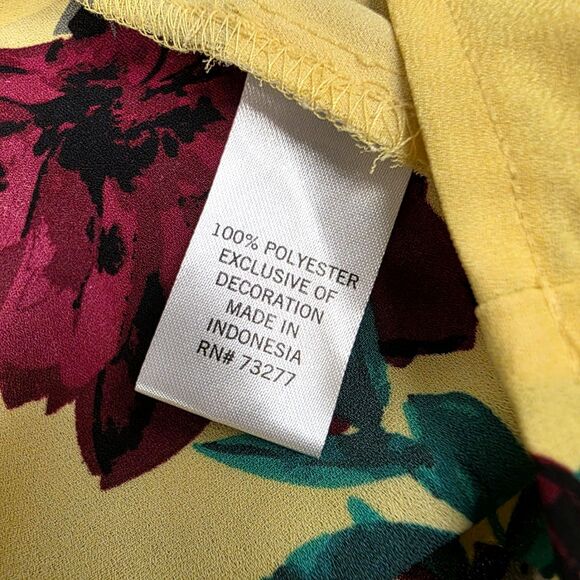 100% POLYESTER
EXCLUSIVE OF
DECORATION
MADE IN
INDONESIA
RN# 73277